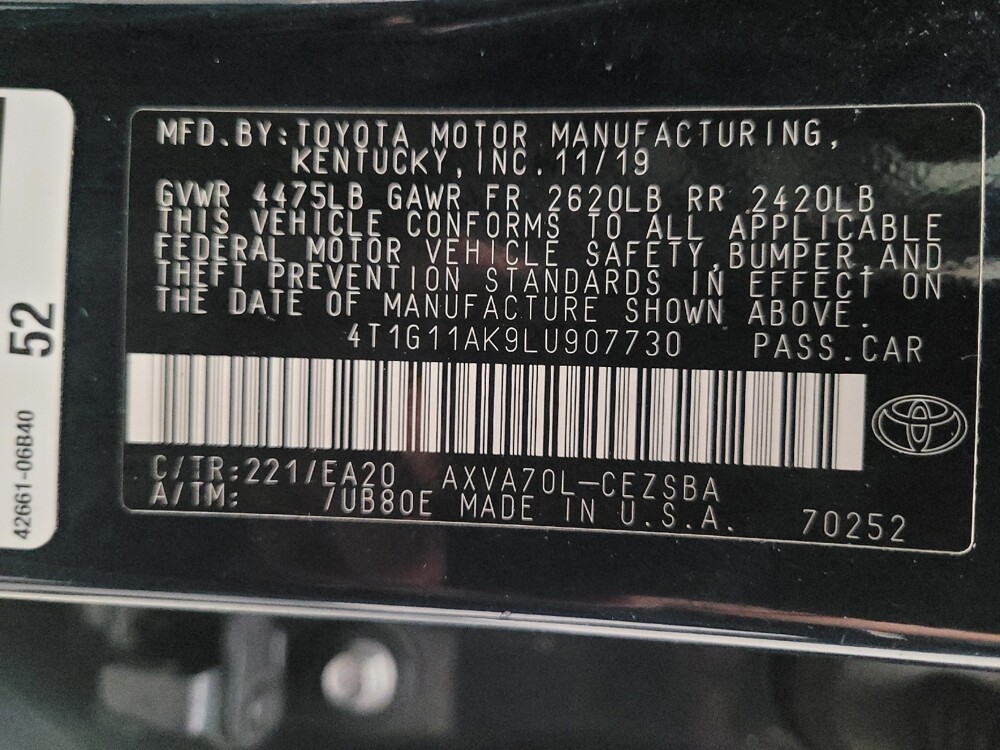 MFD.BY:TOYOTA MOTOR MANUFACTURING,
KENTUCKY,INC.11/19
GVWR 4475LB GAWR FR 2620LB RR 2420LB
THIS VEHICLE CONFORMS TO ALL APPLICABLE
FEDERAL MOTOR VEHICLE SAFETY,BUMPER,AND
THEFT PREVENTION STANDARDS IN EFFECT ON
THE DATE OF MANUFACTURE SHOWN ABOVE.
4T1G11AK9LU907730 PASS.CAR
C/TR:221/EA20 AXVA70L-CEZSBA
A/TM: /UB80E MADE IN U.S.A. 70252
52
42661-06B40